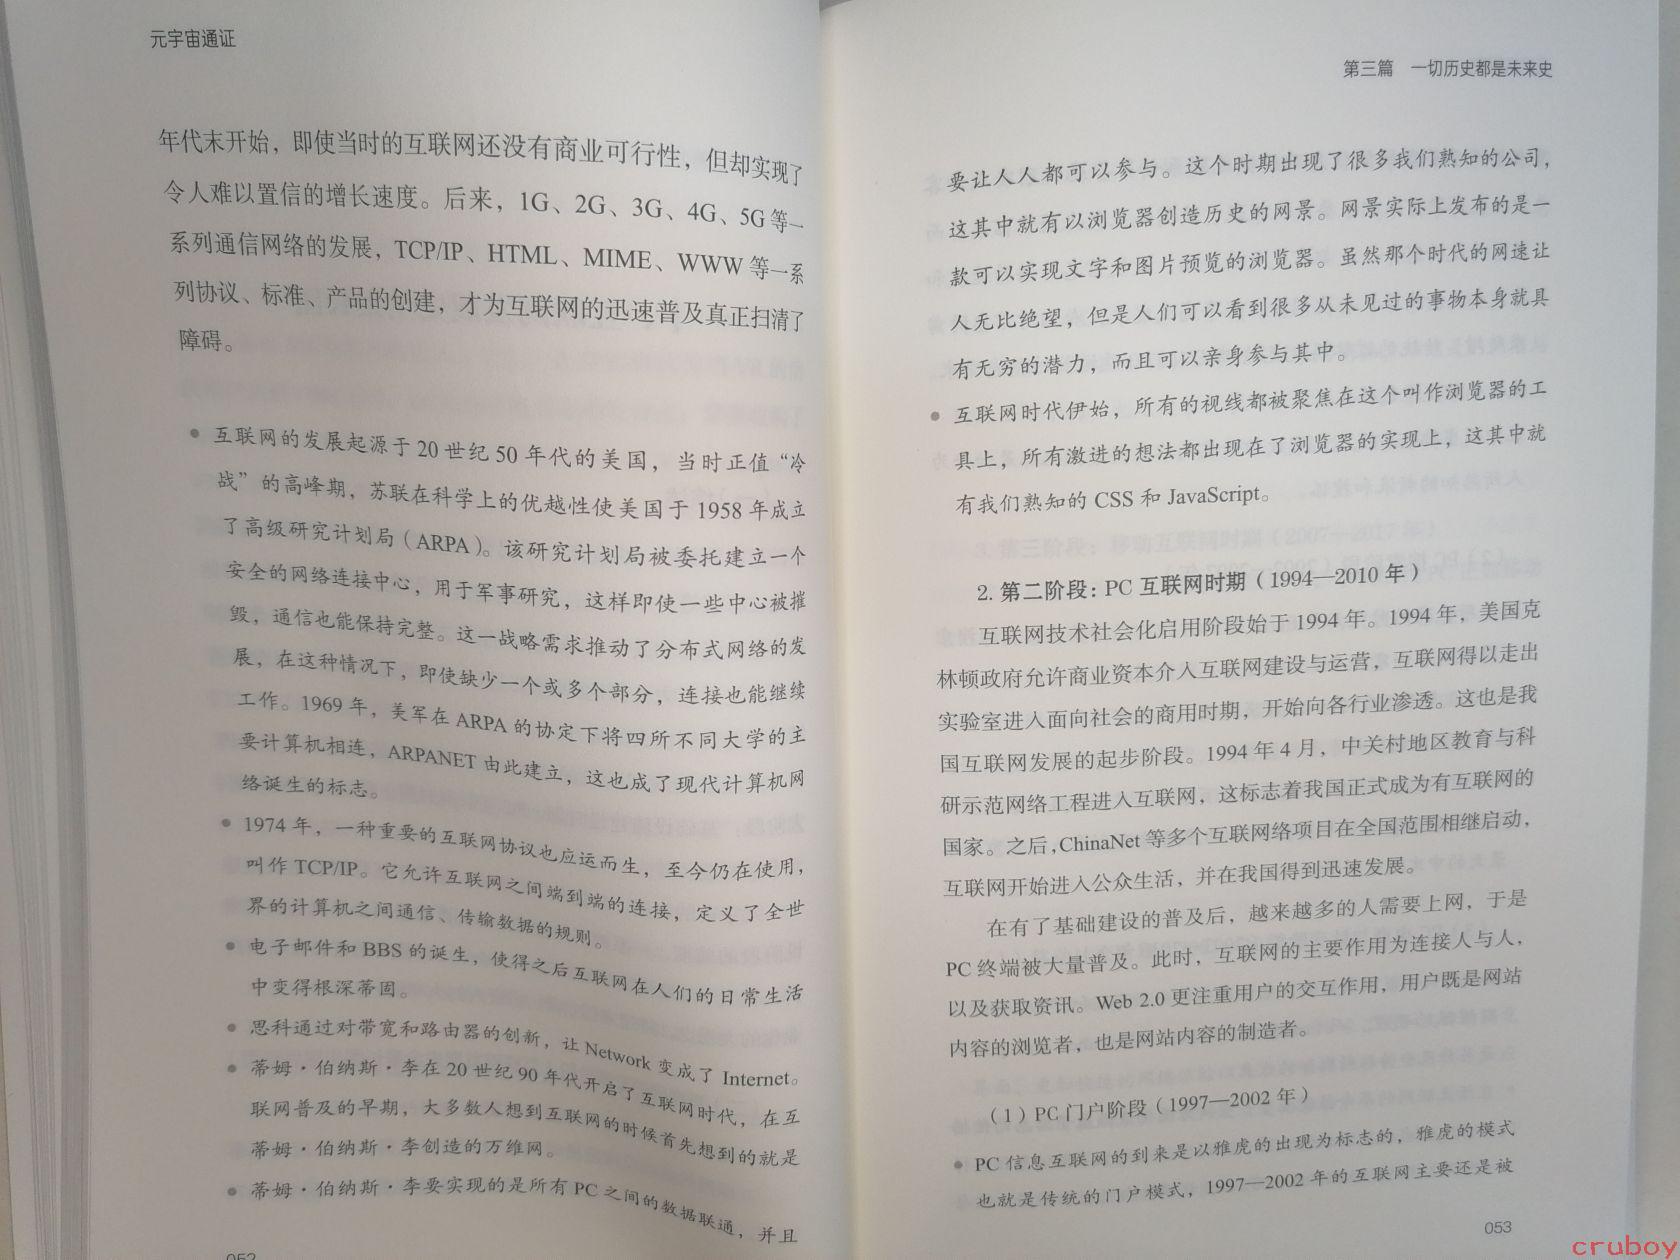 元宇宙通证
年代末开始，即使当时的互联网还没有商业可行性，但却实现了
令人难以置信的增长速度。后来，1G、2G、3G、4G、5G等一
系列通信网络的发展，TCP/IP、HTML、MIME、WWW等一系
列协议、标准、产品的创建，才为互联网的迅速普及真正扫清了
障碍。
● 互联网的发展起源于20世纪50年代的美国，当时正值“冷
战”的高峰期，苏联在科学上的优越性使美国于1958年成立
了高级研究计划局（ARPA）。该研究计划局被委托建立一个
安全的网络连接中心，用于军事研究，这样即使一些中心被摧
毁，通信也能保持完整。这一战略需求推动了分布式网络的发
展，在这种情况下，即使缺少一个或多个部分，连接也能继续
工作。1969年，美军在ARPA的协定下将四所不同大学的主
要计算机相连，ARPANET由此建立，这也成了现代计算机网
络诞生的标志。
● 1974年，一种重要的互联网协议也应运而生，至今仍在使用，
叫作TCP/IP。它允许互联网之间端到端的连接，定义了全世
界的计算机之间通信、传输数据的规则。
● 电子邮件和BBS的诞生，使得之后互联网在人们的日常生活
中变得根深蒂固。
● 思科通过对带宽和路由器的创新，让Network变成了Internet。
● 蒂姆·伯纳斯·李在20世纪90年代开启了互联网时代，在互
联网普及的早期，大多数人想到互联网的时候首先想到的就是
蒂姆·伯纳斯·李创造的万维网。
● 蒂姆·伯纳斯·李要实现的是所有PC之间的数据联通，并且
052
第三篇　一切历史都是未来史
要让人人都可以参与。这个时期出现了很多我们熟知的公司，
这其中就有以浏览器创造历史的网景。网景实际上发布的是一
款可以实现文字和图片预览的浏览器。虽然那个时代的网速让
人无比绝望，但是人们可以看到很多从未见过的事物本身就具
有无穷的潜力，而且可以亲身参与其中。
● 互联网时代伊始，所有的视线都被聚焦在这个叫作浏览器的工
具上，所有激进的想法都出现在了浏览器的实现上，这其中就
有我们熟知的CSS和JavaScript。
2. 第二阶段：PC互联网时期（1994—2010年）
互联网技术社会化启用阶段始于1994年。1994年，美国克
林顿政府允许商业资本介入互联网建设与运营，互联网得以走出
实验室进入面向社会的商用时期，开始向各行业渗透。这也是我
国互联网发展的起步阶段。1994年4月，中关村地区教育与科
研示范网络工程进入互联网，这标志着我国正式成为有互联网的
国家。之后，ChinaNet等多个互联网络项目在全国范围相继启动，
互联网开始进入公众生活，并在我国得到迅速发展。
在有了基础建设的普及后，越来越多的人需要上网，于是
PC终端被大量普及。此时，互联网的主要作用为连接人与人，
以及获取资讯。Web 2.0更注重用户的交互作用，用户既是网站
内容的浏览者，也是网站内容的制造者。
（1）PC门户阶段（1997—2002年）
● PC信息互联网的到来是以雅虎的出现为标志的，雅虎的模式
也就是传统的门户模式，1997—2002年的互联网主要还是被
053
cruboy